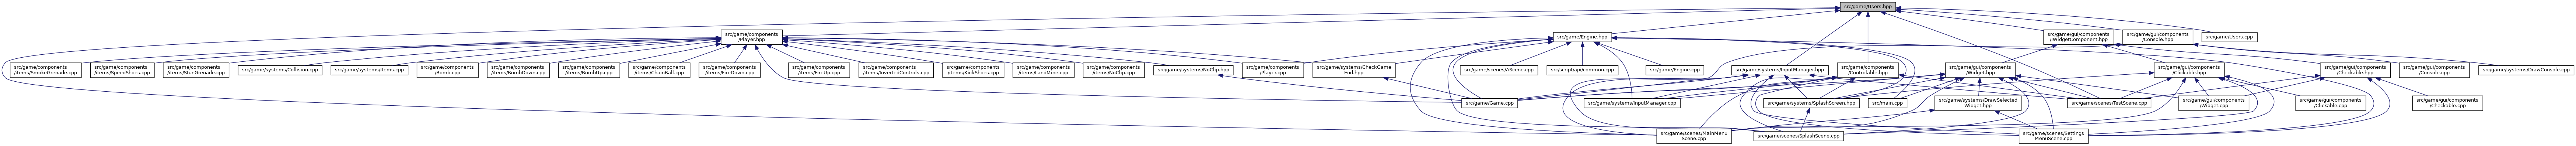 src/game/Users.hpp
src/game/components
/Player.hpp
src/game/Engine.hpp
src/game/gui/components
/WidgetComponent.hpp
src/game/gui/components
/Console.hpp
src/game/Users.cpp
src/game/components
/items/SmokeGrenade.cpp
src/game/components
/items/SpeedShoes.cpp
src/game/components
/items/StunGrenade.cpp
src/game/systems/Collision.cpp
src/game/systems/Items.cpp
src/game/components
/Bomb.cpp
src/game/components
/items/BombDown.cpp
src/game/components
/items/BombUp.cpp
src/game/components
/items/ChainBall.cpp
src/game/components
/items/FireDown.cpp
src/game/components
/items/FireUp.cpp
src/game/components
/items/InvertedControls.cpp
src/game/components
/items/KickShoes.cpp
src/game/components
/items/LandMine.cpp
src/game/components
/items/NoClip.cpp
src/game/systems/NoClip.hpp
src/game/components
/Player.cpp
src/game/systems/CheckGame
End.hpp
src/game/scenes/AScene.cpp
src/script/api/common.cpp
src/game/Engine.cpp
src/game/systems/InputManager.hpp
src/game/components
/Controlable.hpp
src/game/gui/components
/Widget.hpp
src/game/gui/components
/Clickable.hpp
src/game/gui/components
/Checkable.hpp
src/game/gui/components
/Console.cpp
src/game/systems/DrawConsole.cpp
src/game/Game.cpp
src/game/systems/InputManager.cpp
src/game/systems/SplashScreen.hpp
src/main.cpp
src/game/systems/DrawSelected
Widget.hpp
src/game/scenes/TestScene.cpp
src/game/gui/components
/Widget.cpp
src/game/gui/components
/Clickable.cpp
src/game/gui/components
/Checkable.cpp
src/game/scenes/MainMenu
Scene.cpp
src/game/scenes/SplashScene.cpp
src/game/scenes/Settings
MenuScene.cpp